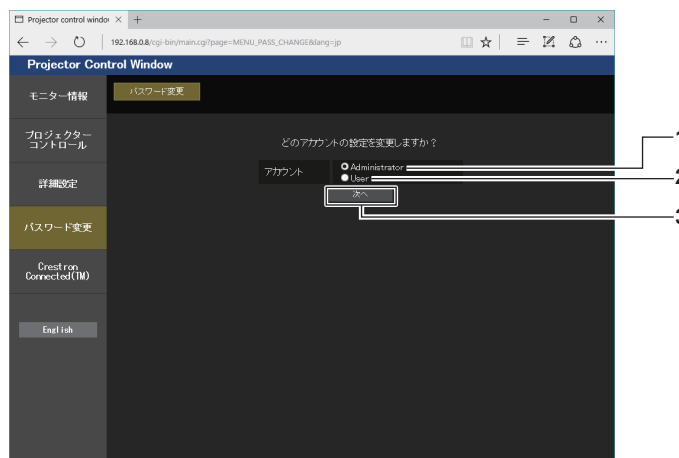 Projector control windo
192.168.0.8/cgi-bin/main.cgi?page=MENU_PASS_CHANGE&lang=jp
Projector Control Window
モニター情報
パスワード変更
プロジェクター
コントロール
どのアカウントの設定を変更しますか?
アカウント
Administrator
User
次へ
詳細設定
パスワード変更
Crestron
Connected(TM)
English
1
2
3